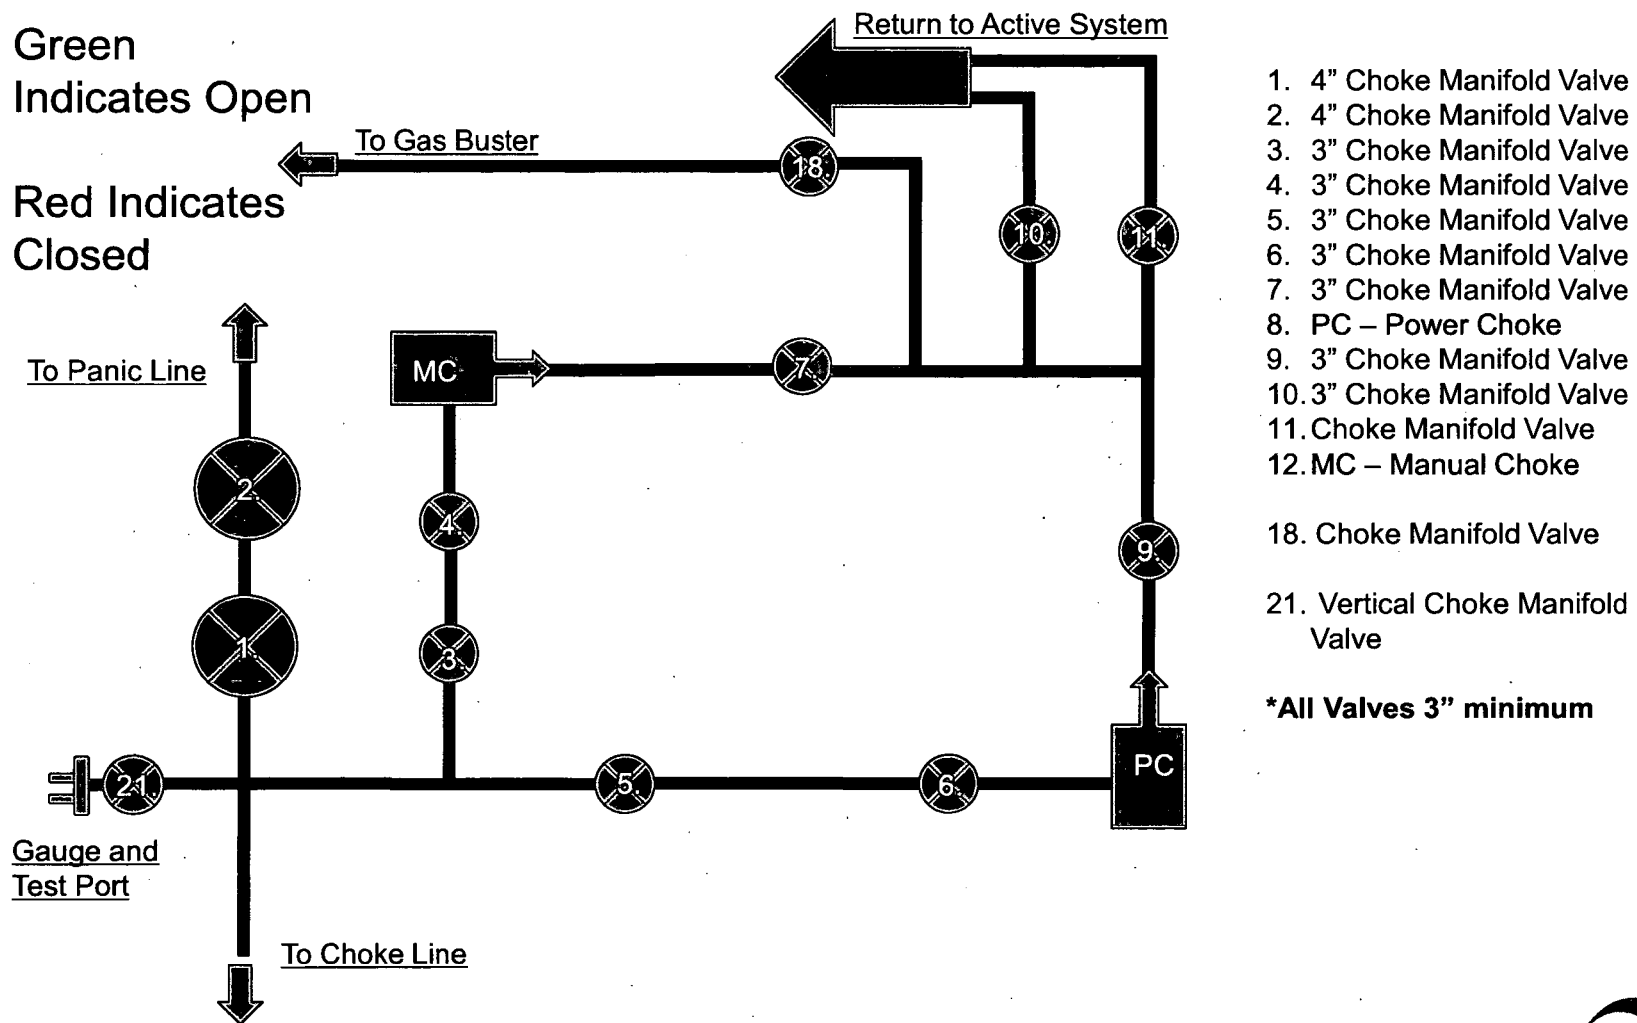 Green
Indicates Open
Red Indicates
Closed
Return to Active System
To Gas Buster
18.
10.
11.
To Panic Line
MC
7.
2.
4.
9.
1.
3.
21.
5.
6.
PC
Gauge and
Test Port
To Choke Line
1. 4” Choke Manifold Valve
2. 4” Choke Manifold Valve
3. 3” Choke Manifold Valve
4. 3” Choke Manifold Valve
5. 3” Choke Manifold Valve
6. 3” Choke Manifold Valve
7. 3” Choke Manifold Valve
8. PC – Power Choke
9. 3” Choke Manifold Valve
10. 3” Choke Manifold Valve
11. Choke Manifold Valve
12. MC – Manual Choke
18. Choke Manifold Valve
21. Vertical Choke Manifold
Valve
*All Valves 3” minimum